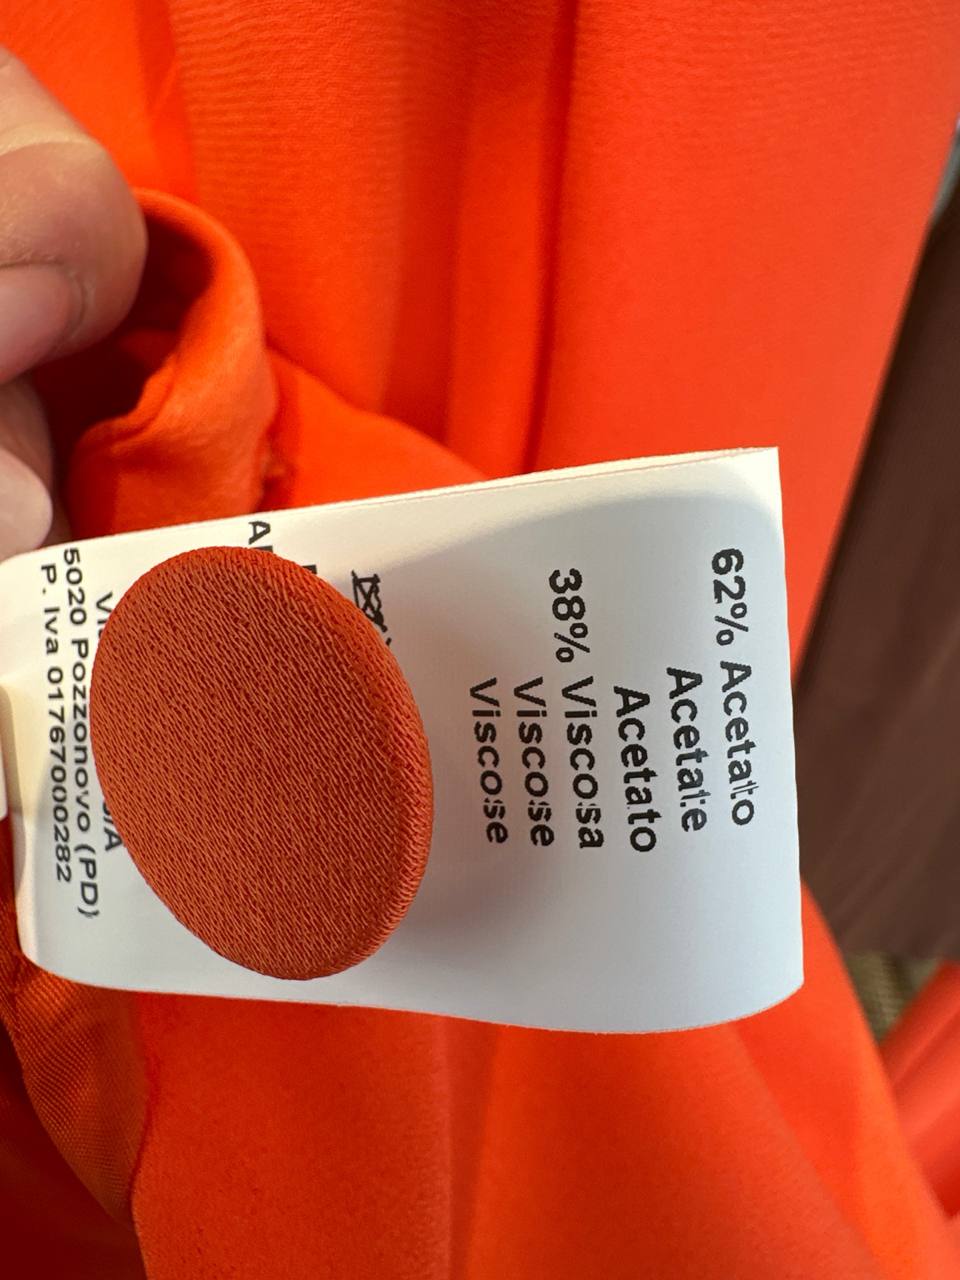 62% Acetato
Acetate
Acetato
38% Viscosa
Viscose
Viscose
5020 Pozzonovo (PD)
P. Iva 01767000282